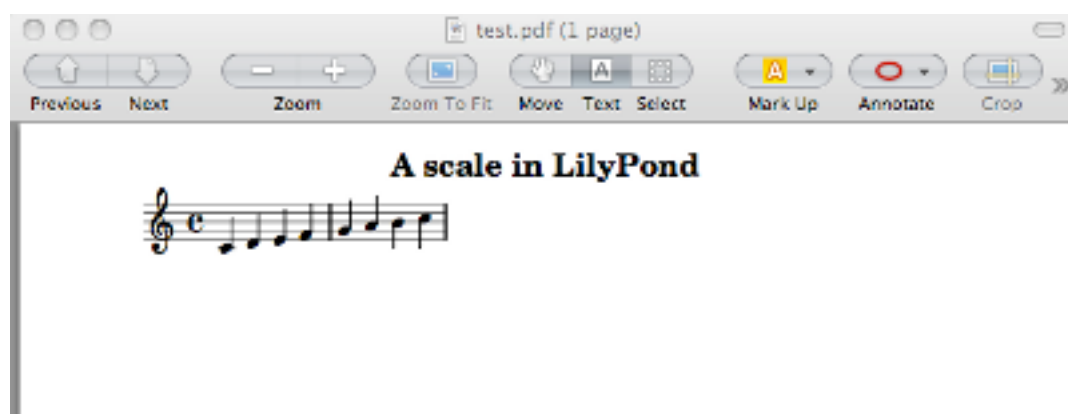 test.pdf (1 page)
Previous Next Zoom Zoom To Fit Move Text Select Mark Up Annotate Crop
A scale in LilyPond